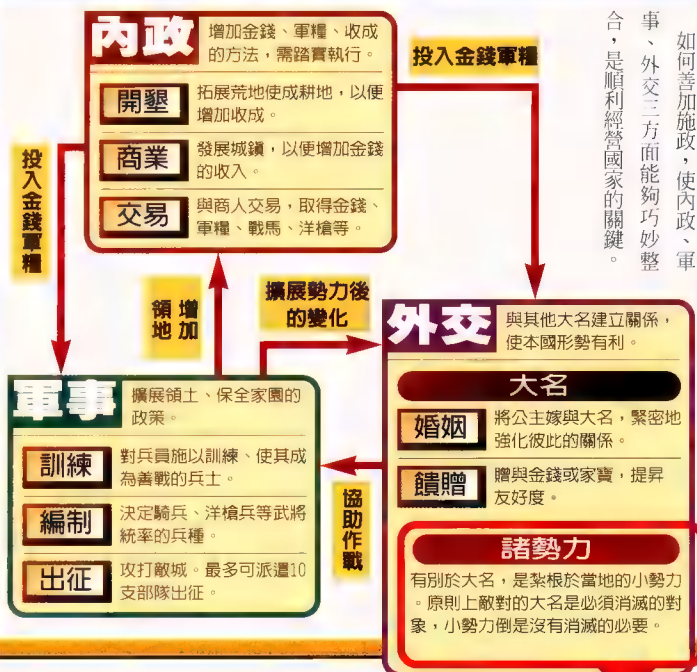 如何善加施政，使內政、軍
事、外交三方面能夠巧妙整
合，是順利經營國家的關鍵。
內政
增加金錢、軍糧、收成
的方法，需踏實執行。
開墾
拓展荒地使成耕地，以便
增加收成。
商業
發展城鎮，以便增加金錢
的收入。
交易
與商人交易，取得金錢、
軍糧、戰馬、洋槍等。
投入金錢軍糧
投入金錢軍糧
增加
領地
擴展勢力後
的變化
外交
與其他大名建立關係，
使本國形勢有利。
大名
婚姻
將公主嫁與大名，緊密地
強化彼此的關係。
饋贈
贈與金錢或家寶，提昇
友好度。
諸勢力
有別於大名，是紮根於當地的小勢力
。原則上敵對的大名是必須消滅的對
象，小勢力倒是沒有消滅的必要。
協助作戰
軍事
擴展領土、保全家園的
政策。
訓練
對兵員施以訓練、使其成
為善戰的兵士。
編制
決定騎兵、洋槍兵等武將
統率的兵種。
出征
攻打敵城。最多可派遣10
支部隊出征。